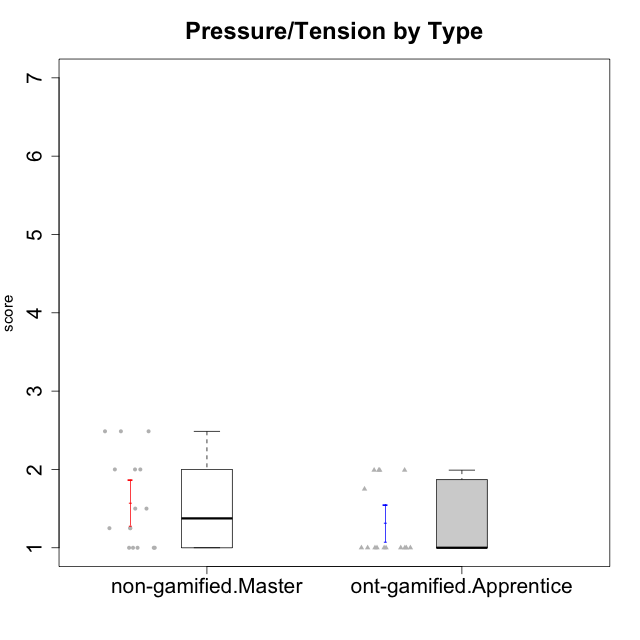 Pressure/Tension by Type
7
6
5
4
3
2
1
score
non-gamified.Master
ont-gamified.Apprentice